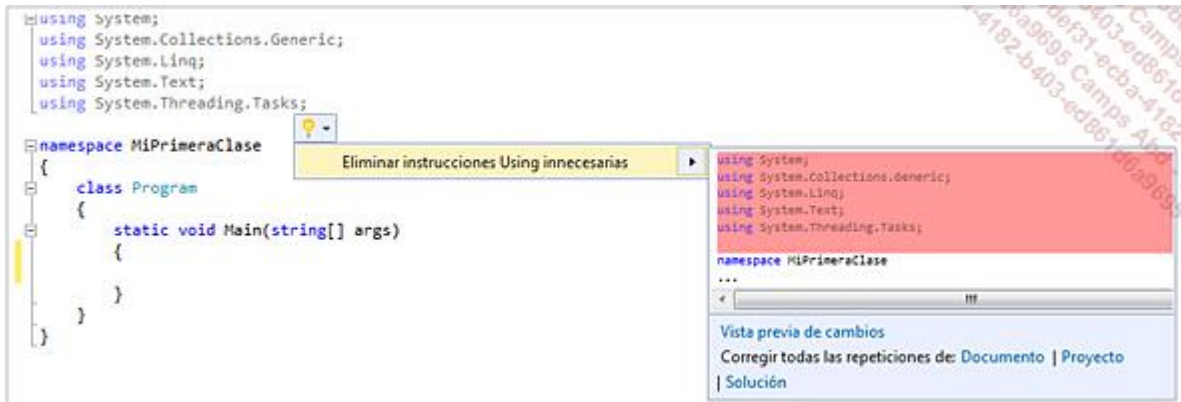 using System;
using System.Collections.Generic;
using System.Linq;
using System.Text;
using System.Threading.Tasks;
namespace MiPrimeraClase
{
class Program
{
static void Main(string[] args)
{
}
}
}
Eliminar instrucciones Using innecesarias
using System;
using System.Collections.Generic;
using System.Linq;
using System.Text;
using System.Threading.Tasks;
namespace MiPrimeraClase
...
Vista previa de cambios
Corregir todas las repeticiones de: Documento | Proyecto
| Solución